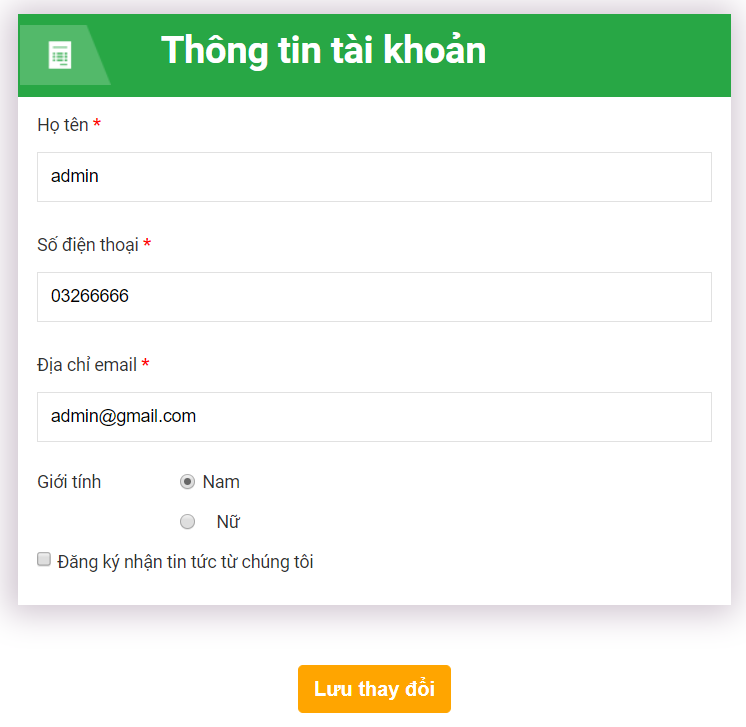 Thông tin tài khoản
Họ tên *
admin
Số điện thoại *
03266666
Địa chỉ email *
admin@gmail.com
Giới tính
Nam
Nữ
Đăng ký nhận tin tức từ chúng tôi
Lưu thay đổi